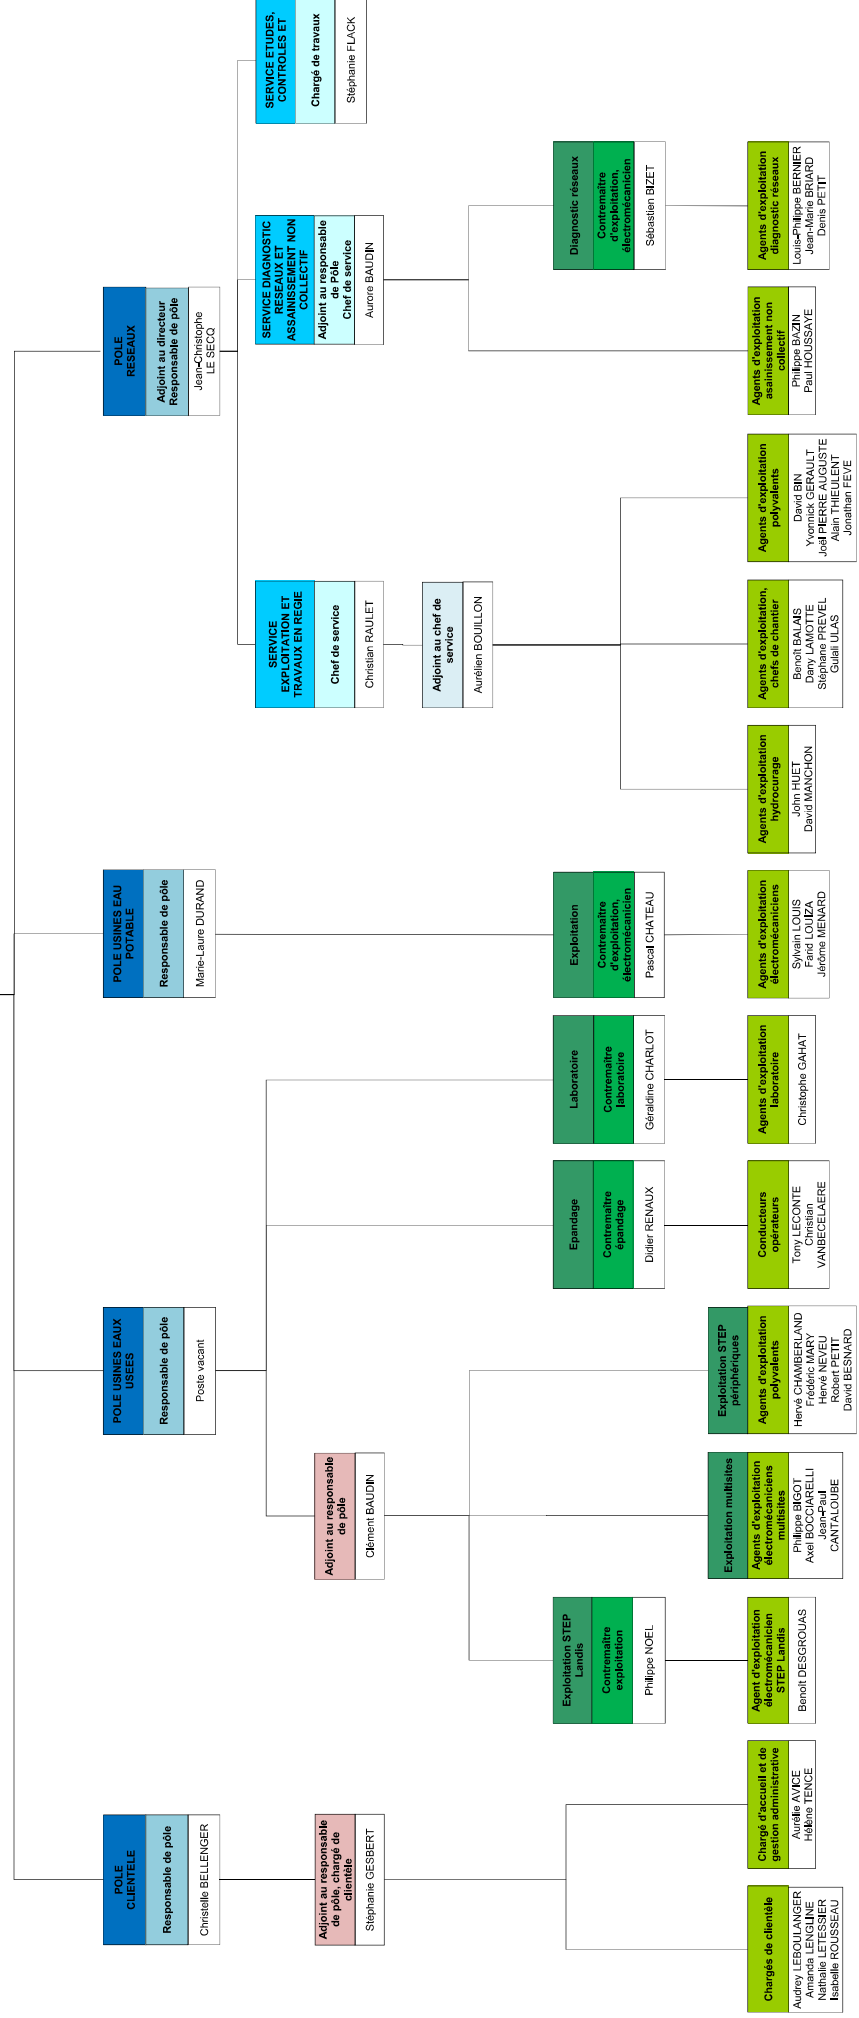 POLE
CLIENTELE
Responsable de pôle
Christelle BELLENGER
Adjoint au responsable
de pôle, chargé de
clientèle
Stéphanie GESBERT
Chargés de clientèle
Audrey LEBOULANGER
Amanda LENGLINE
Nathalie LETESSIER
Isabelle ROUSSEAU
Chargé d'accueil et de
gestion administrative
Aurélie AVICE
Hélène TENCE
POLE USINES EAUX
USEES
Responsable de pôle
Poste vacant
Adjoint au responsable
de pôle
Clément BAUDIN
Exploitation STEP
Landis
Contremaître
exploitation
Philippe NOEL
Agent d'exploitation
électromécanicien
STEP Landis
Benoît DESGROUAS
Exploitation multisites
Agents d'exploitation
électromécaniciens
multisites
Philippe BIGOT
Axel BOCCIARELLI
Jean-Paul
CANTALOUBE
Exploitation STEP
périphériques
Agents d'exploitation
polyvalents
Hervé CHAMBERLAND
Frédéric MARY
Hervé NEVEU
Robert PETIT
David BESNARD
Epandage
Contremaître
épandage
Didier RENAUX
Conducteurs
opérateurs
Tony LECONTE
Christian
VANBECELAERE
Laboratoire
Contremaître
laboratoire
Géraldine CHARLOT
Agents d'exploitation
laboratoire
Christophe GAHAT
POLE USINES EAU
POTABLE
Responsable de pôle
Marie-Laure DURAND
Exploitation
Contremaître
d'exploitation,
électromécanicien
Pascal CHATEAU
Agents d'exploitation
électromécaniciens
Sylvain LOUIS
Farid LOUIZA
Jérôme MENARD
POLE
RESEAUX
Adjoint au directeur
Responsable de pôle
Jean-Christophe
LE SECQ
SERVICE
EXPLOITATION ET
TRAVAUX EN REGIE
Chef de service
Christian RAULET
Adjoint au chef de
service
Aurélien BOUILLON
Agents d'exploitation
hydrocurage
John HUET
David MANCHON
Agents d'exploitation,
chefs de chantier
Benoît BALAIS
Dany LAMOTTE
Stéphane PREVEL
Gulali ULAS
Agents d'exploitation
polyvalents
David BIN
Yvonnick GERAULT
Joël PIERRE AUGUSTE
Alain THIEULENT
Jonathan FEVE
SERVICE DIAGNOSTIC
RESEAUX ET
ASSAINISSEMENT NON
COLLECTIF
Adjoint au responsable
de Pôle
Chef de service
Aurore BAUDIN
Agents d'exploitation
asainissement non
collectif
Philippe BAZIN
Paul HOUSSAYE
Diagnostic réseaux
Contremaître
d'exploitation,
électromécanicien
Sébastien BIZET
Agents d'exploitation
diagnostic réseaux
Louis-Philippe BERNIER
Jean-Marie BRIARD
Denis PETIT
SERVICE ETUDES,
CONTROLES ET
Chargé de travaux
Stéphanie FLACK